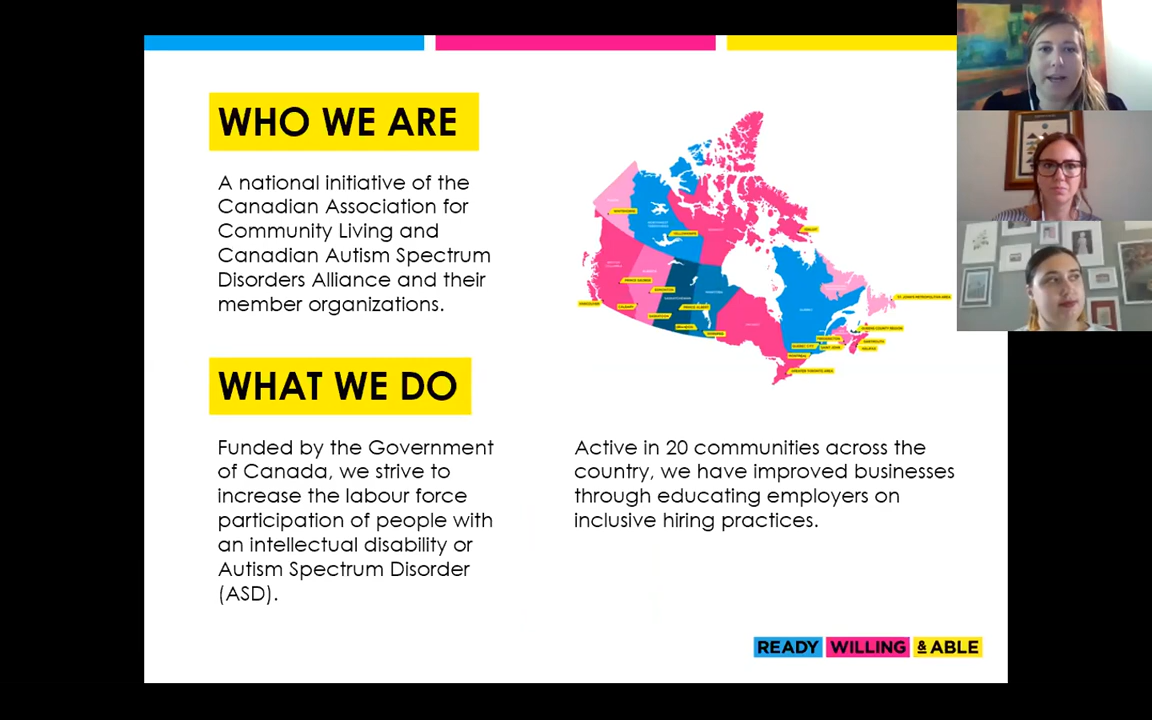 WHO WE ARE
A national initiative of the
Canadian Association for
Community Living and
Canadian Autism Spectrum
Disorders Alliance and their
member organizations.
WHAT WE DO
Funded by the Government
of Canada, we strive to
increase the labour force
participation of people with
an intellectual disability or
Autism Spectrum Disorder
(ASD).
Active in 20 communities across the
country, we have improved businesses
through educating employers on
inclusive hiring practices.
READY WILLING & ABLE